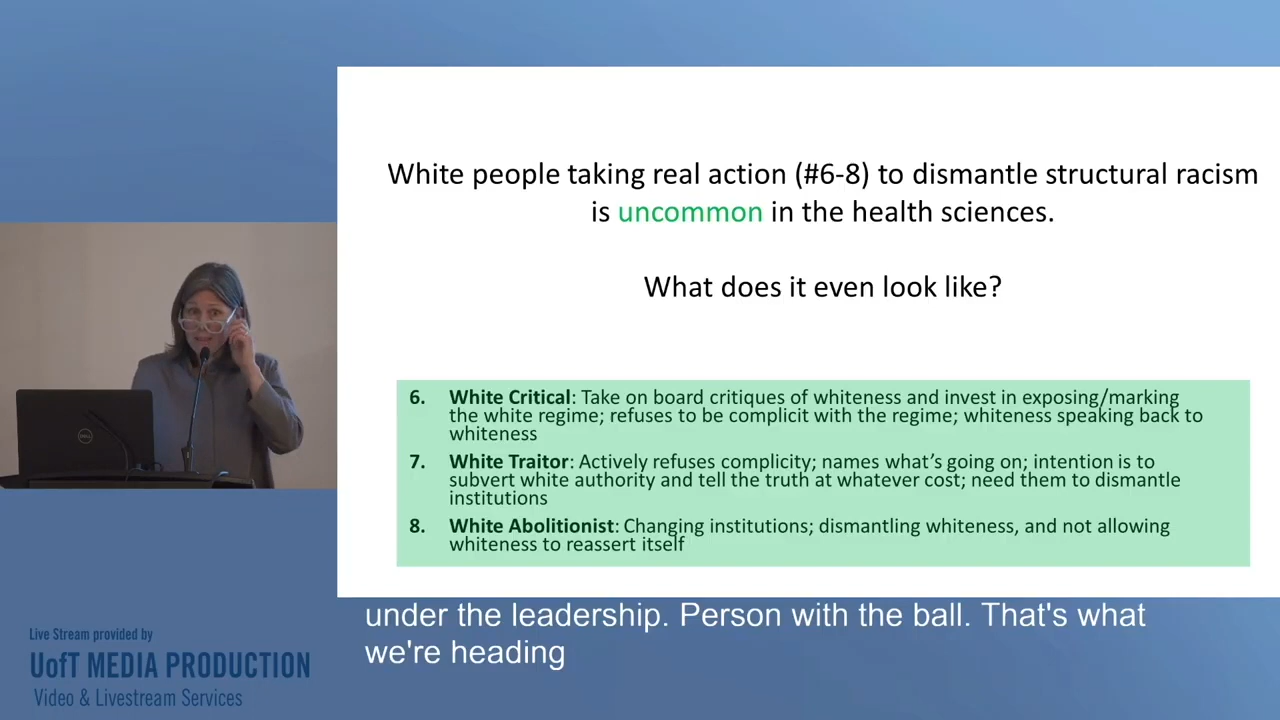 White people taking real action (#6-8) to dismantle structural racism
is uncommon in the health sciences.
What does it even look like?
6. White Critical: Take on board critiques of whiteness and invest in exposing/marking
the white regime; refuses to be complicit with the regime; whiteness speaking back to
whiteness
7. White Traitor: Actively refuses complicity; names what’s going on; intention is to
subvert white authority and tell the truth at whatever cost; need them to dismantle
institutions
8. White Abolitionist: Changing institutions; dismantling whiteness, and not allowing
whiteness to reassert itself
DELL
under the leadership. Person with the ball. That's what
we're heading
Live Stream provided by
UofT MEDIA PRODUCTION
Video & Livestream Services